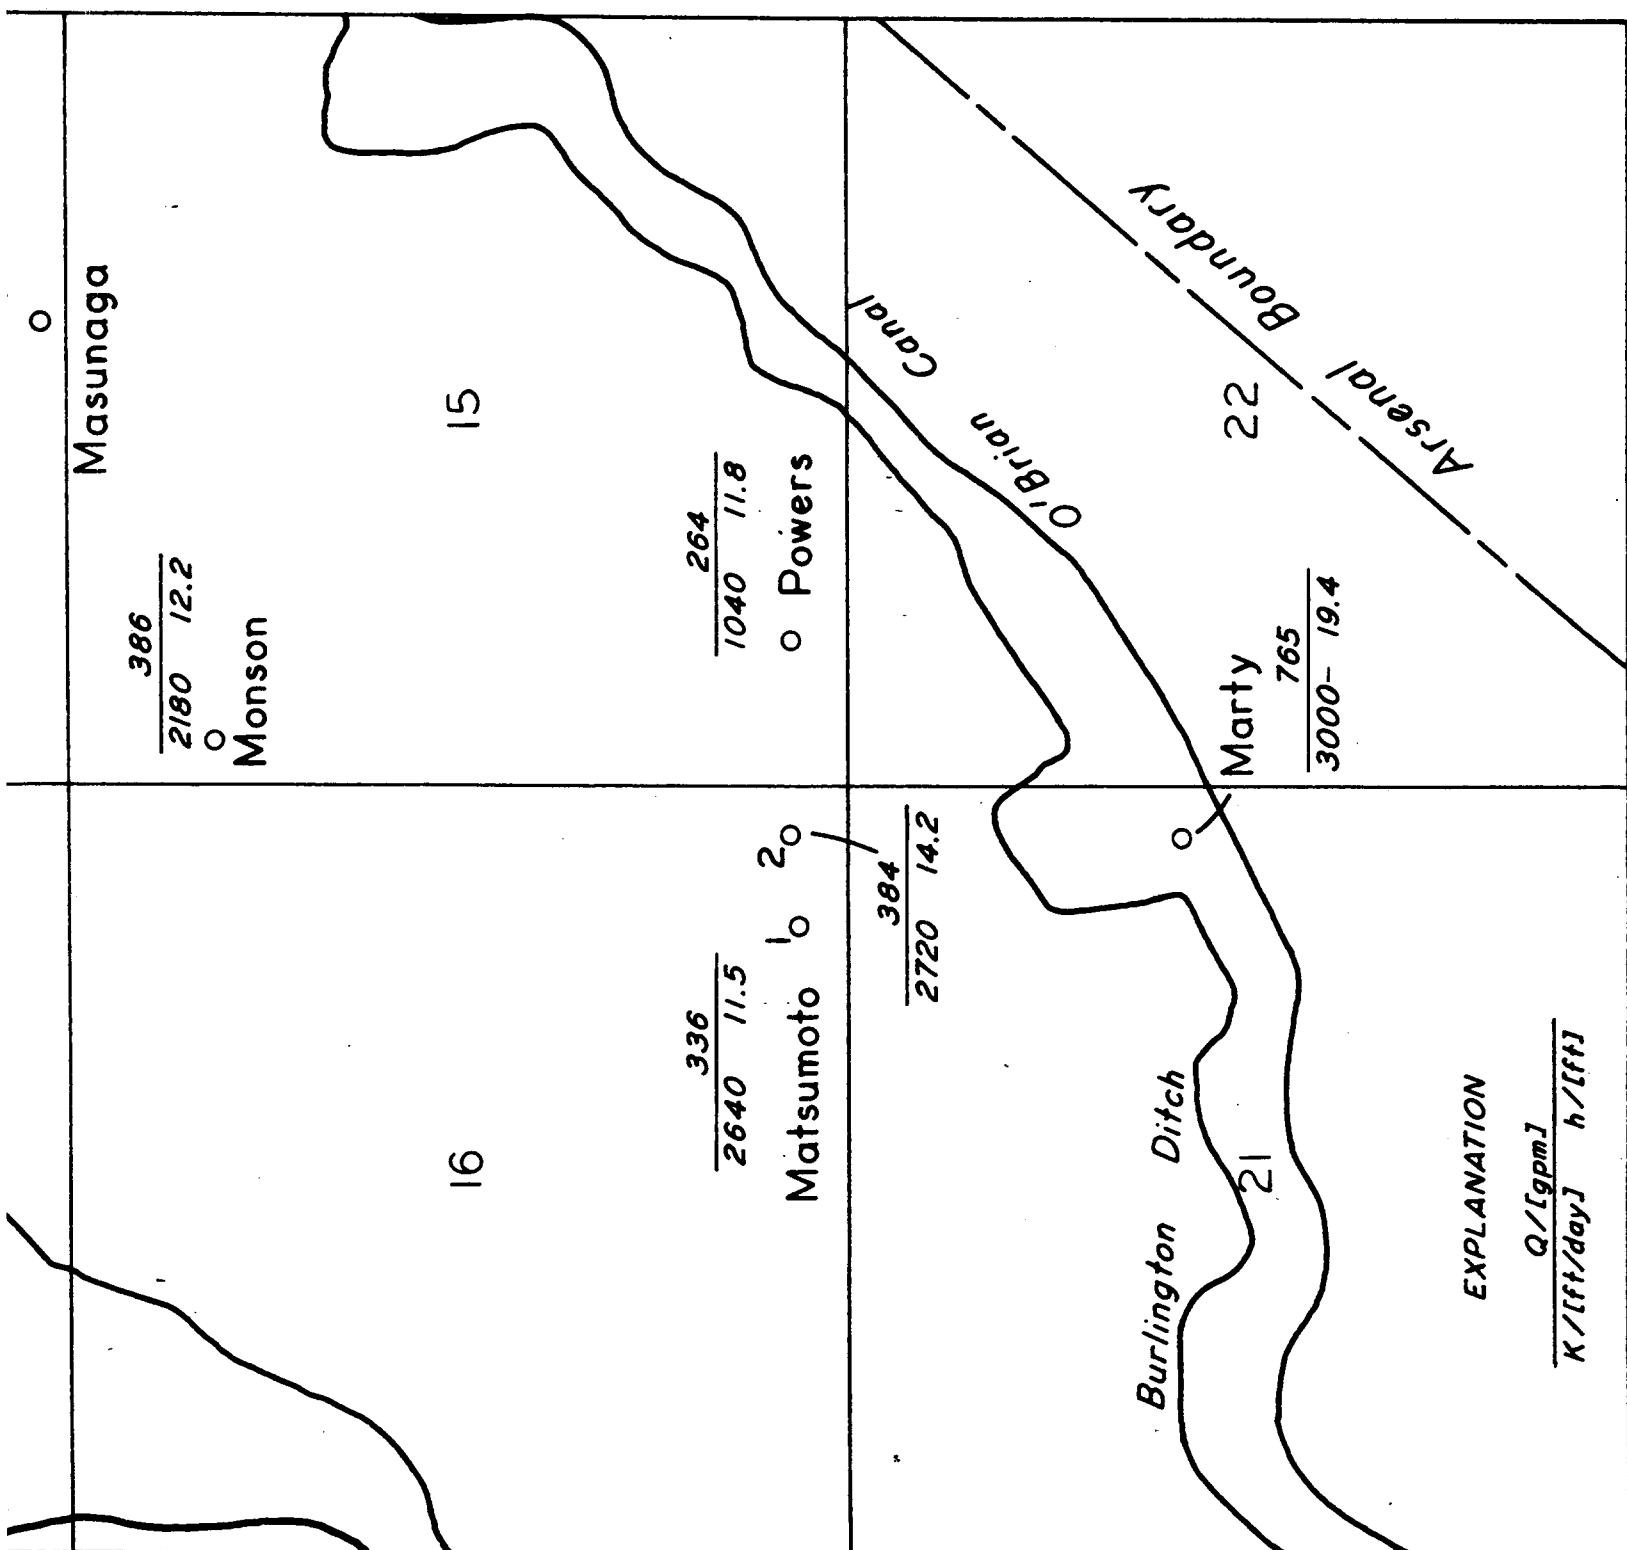 Masunaga
386
2180 12.2
Monson
15
264
1040 11.8
Powers
O'Brian Canal
22
Arsenal Boundary
Marty
765
3000- 19.4
16
336
2640 11.5
Matsumoto 1 2
384
2720 14.2
Burlington Ditch
21
EXPLANATION
Q/[gpm]
K/[ft/day] h/[ft]